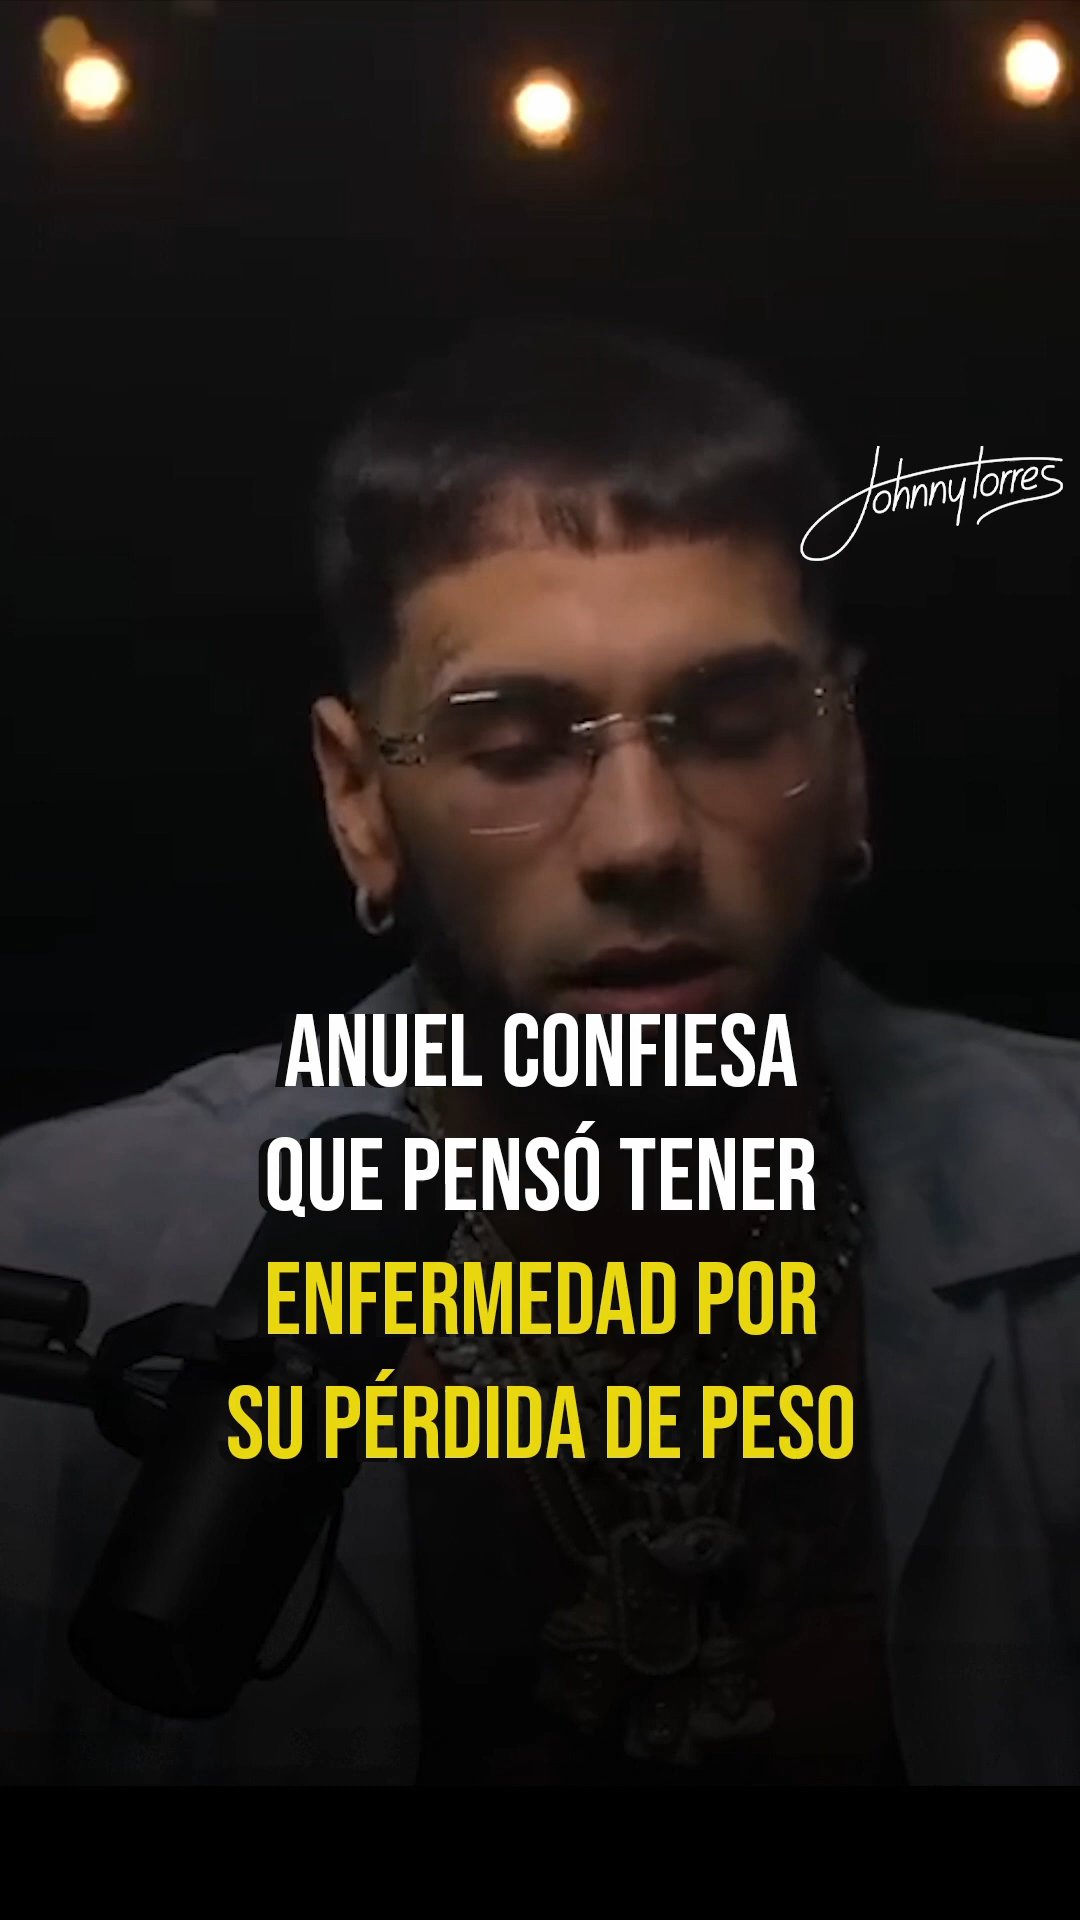 Johnny Torres
ANUEL CONFIESA
QUE PENSÓ TENER
ENFERMEDAD POR
SU PÉRDIDA DE PESO